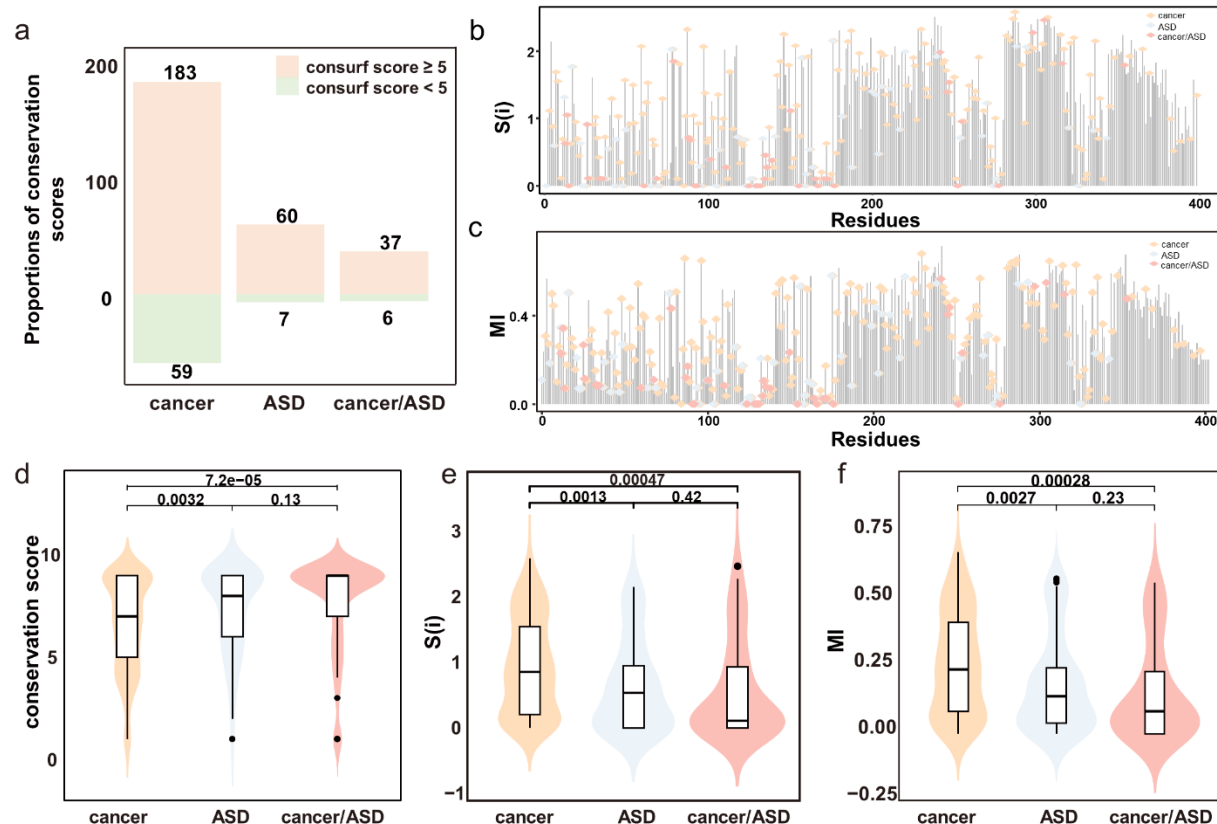 a
200
100
0
Proportions of conservation
scores
183
59
60
7
37
6
consurf score ≥ 5
consurf score < 5
cancer
ASD
cancer/ASD
b
2
1
0
S(i)
cancer
ASD
cancer/ASD
0
100
200
300
400
Residues
c
0.4
0.0
MI
cancer
ASD
cancer/ASD
0
100
200
300
400
Residues
d
7.2e−05
0.0032
0.13
10
5
0
conservation score
cancer
ASD
cancer/ASD
e
0.00047
0.0013
0.42
3
2
1
0
−1
S(i)
cancer
ASD
cancer/ASD
f
0.00028
0.0027
0.23
0.75
0.50
0.25
0.00
−0.25
MI
cancer
ASD
cancer/ASD